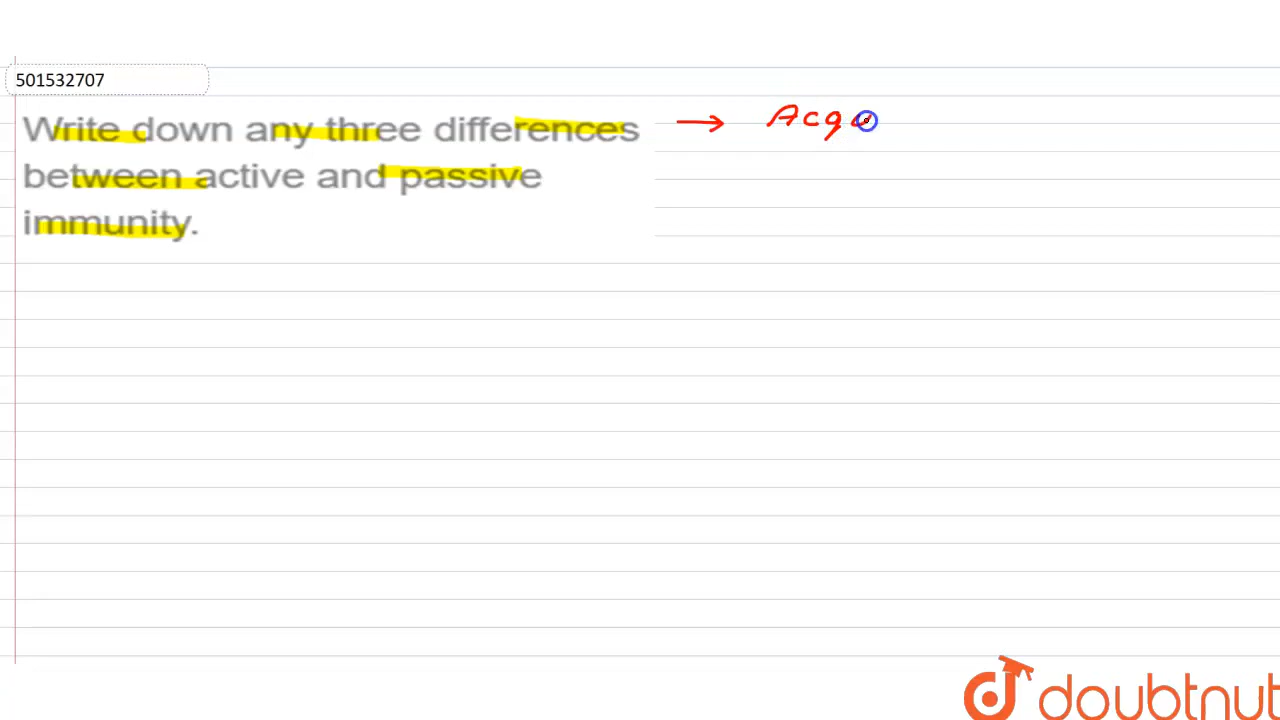 501532707
Write down any three differences → Acq
between active and passive
immunity.
doubtnut